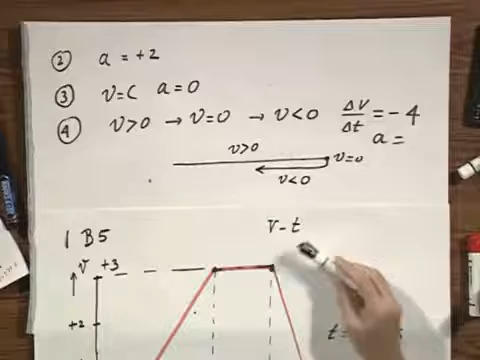 ② a = +2
③ v=C a=0
④ v>0 → v=0 → v<0 Δv/Δt = -4
a =
v>0
v=0
v<0
1 B5 v-t
v +3
+2
t=